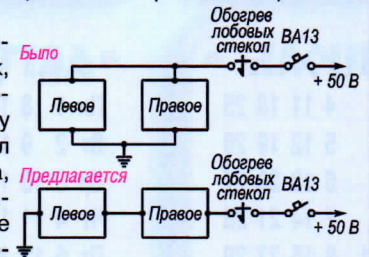 Было
Обогрев
лобовых
стекол
ВА13
+ 50 В
Левое
Правое
Предлагается
Обогрев
лобовых
стекол
ВА13
+ 50 В
Левое
Правое